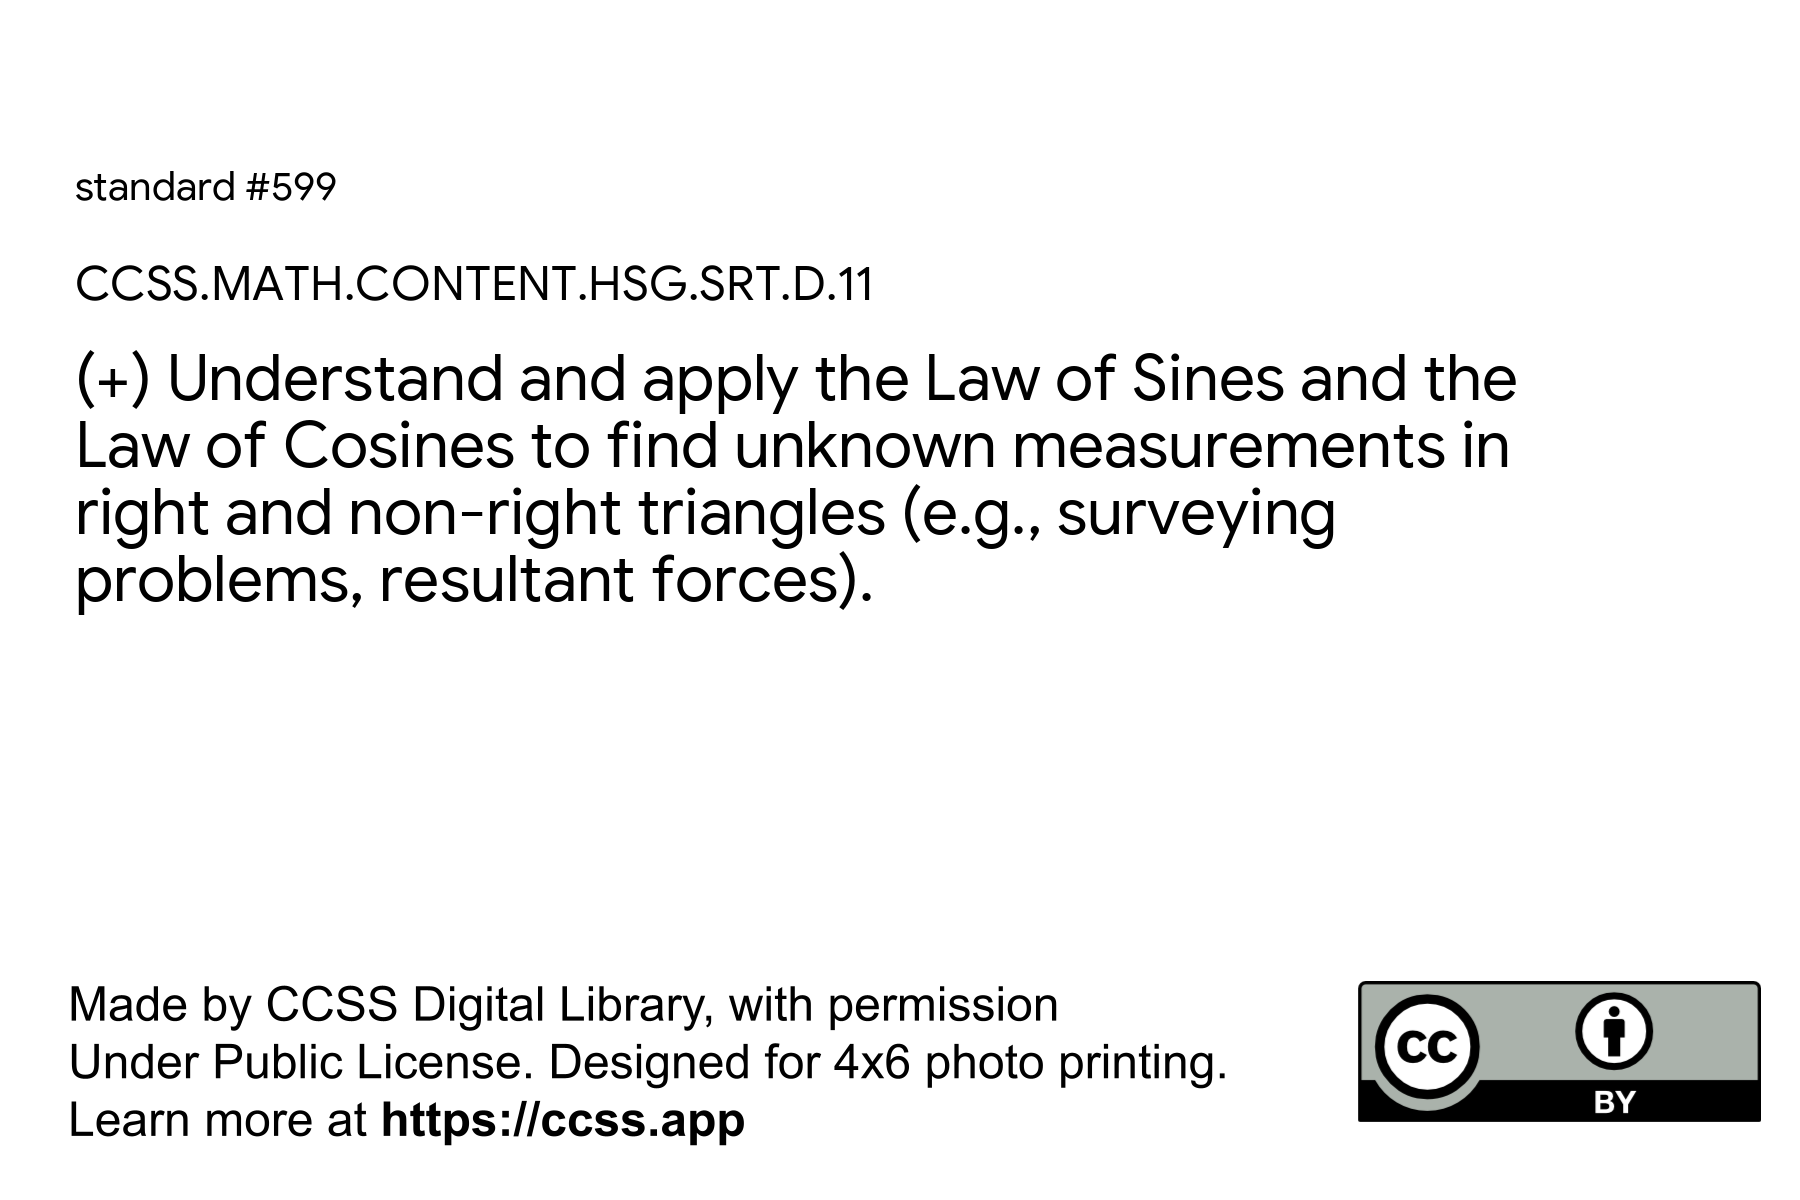 standard #599
CCSS.MATH.CONTENT.HSG.SRT.D.11
(+) Understand and apply the Law of Sines and the
Law of Cosines to find unknown measurements in
right and non-right triangles (e.g., surveying
problems, resultant forces).
Made by CCSS Digital Library, with permission
Under Public License. Designed for 4x6 photo printing.
Learn more at https://ccss.app
CC
BY